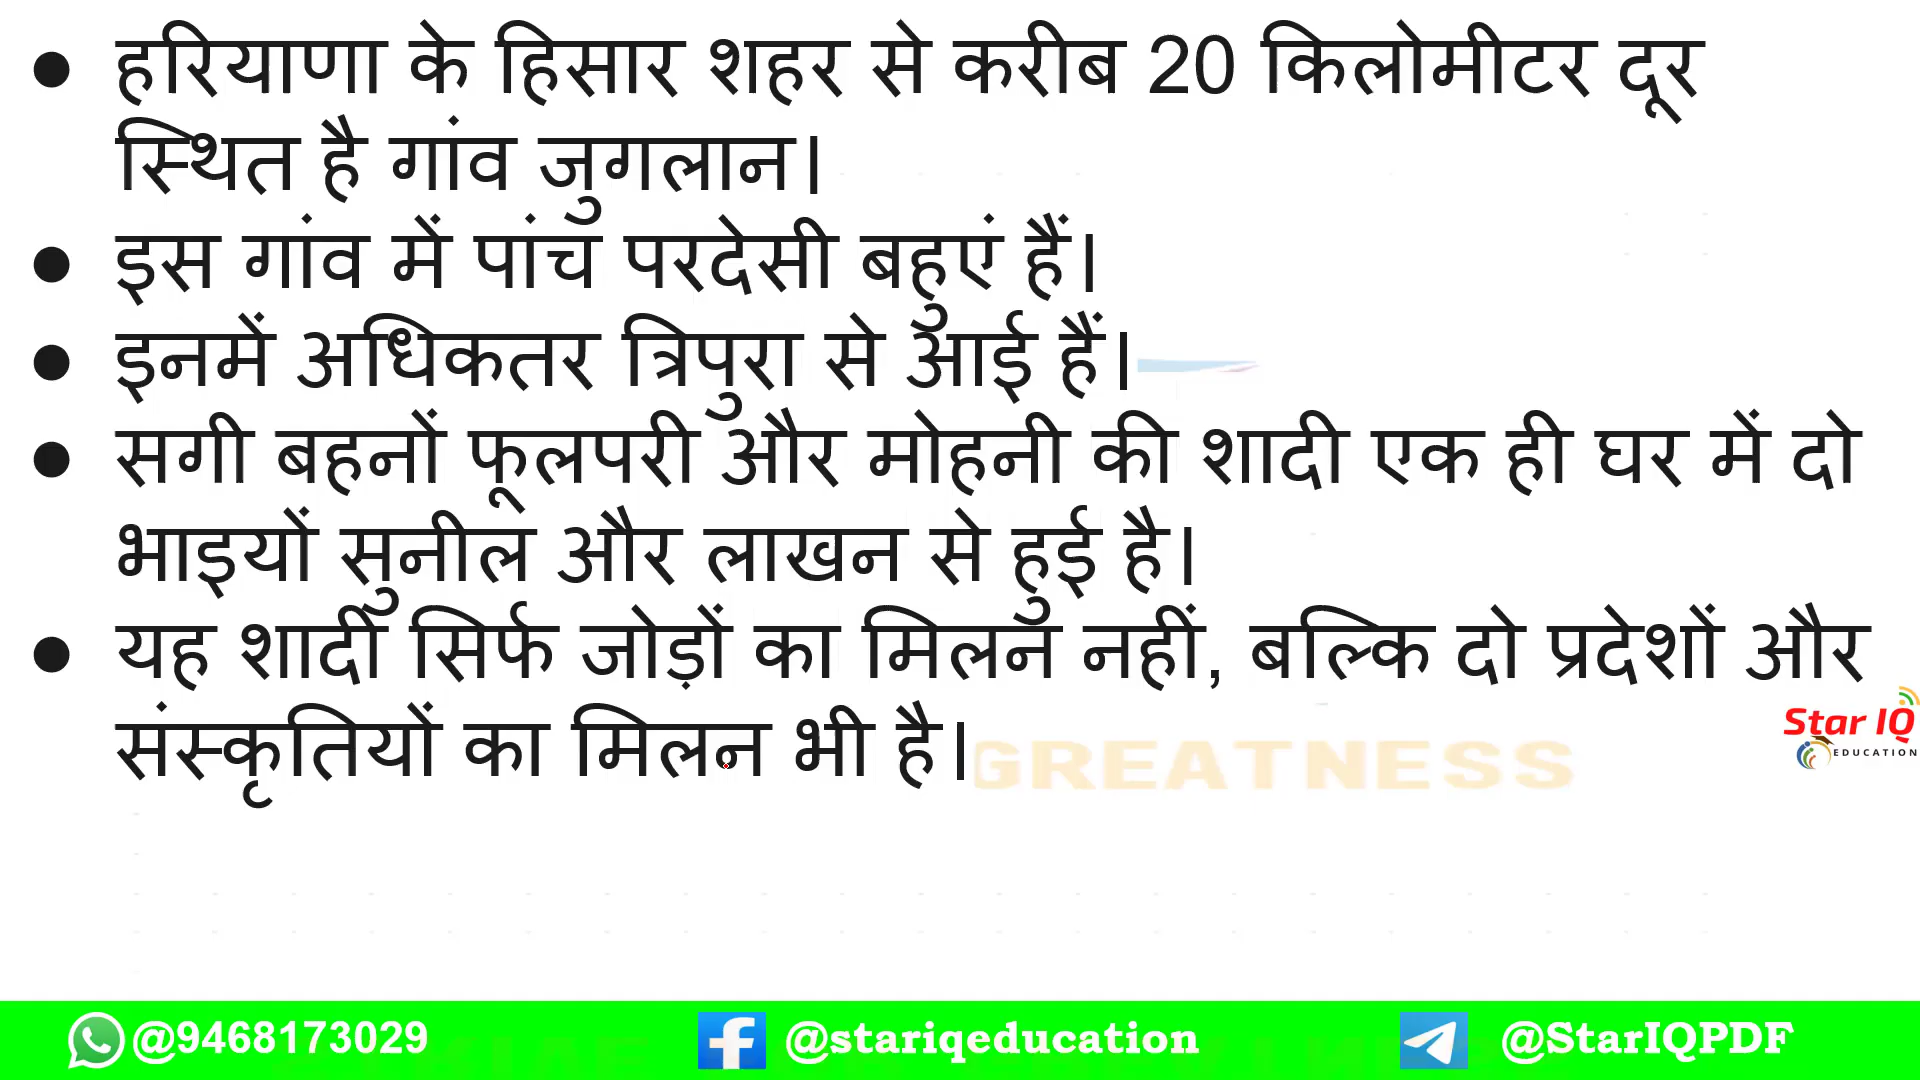 ● हरियाणा के हिसार शहर से करीब 20 किलोमीटर दूर
स्थित है गांव जुगलान।
● इस गांव में पांच परदेसी बहुएं हैं।
● इनमें अधिकतर त्रिपुरा से आई हैं।
● सगी बहनों फूलपरी और मोहनी की शादी एक ही घर में दो
भाइयों सुनील और लाखन से हुई है।
● यह शादी सिर्फ जोड़ों का मिलन नहीं, बल्कि दो प्रदेशों और
संस्कृतियों का मिलन भी है।
GREATNESS
Star IQ
EDUCATION
@9468173029 @stariqeducation @StarIQPDF